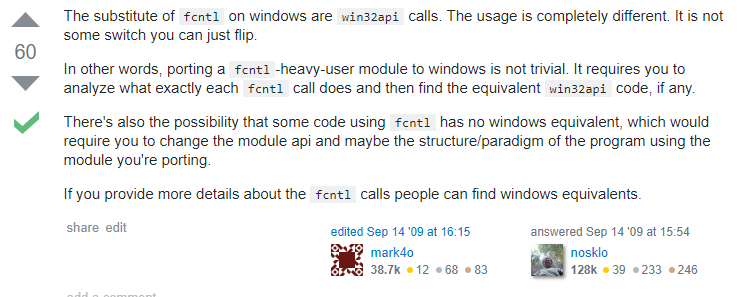 The substitute of fcntl on windows are win32api calls. The usage is completely different. It is not
some switch you can just flip.
60
In other words, porting a fcntl -heavy-user module to windows is not trivial. It requires you to
analyze what exactly each fcntl call does and then find the equivalent win32api code, if any.
There's also the possibility that some code using fcntl has no windows equivalent, which would
require you to change the module api and maybe the structure/paradigm of the program using the
module you're porting.
If you provide more details about the fcntl calls people can find windows equivalents.
share edit
edited Sep 14 '09 at 16:15
mark4o
38.7k ●12 ●68 ●83
answered Sep 14 '09 at 15:54
nosklo
128k ●39 ●233 ●246
add a comment